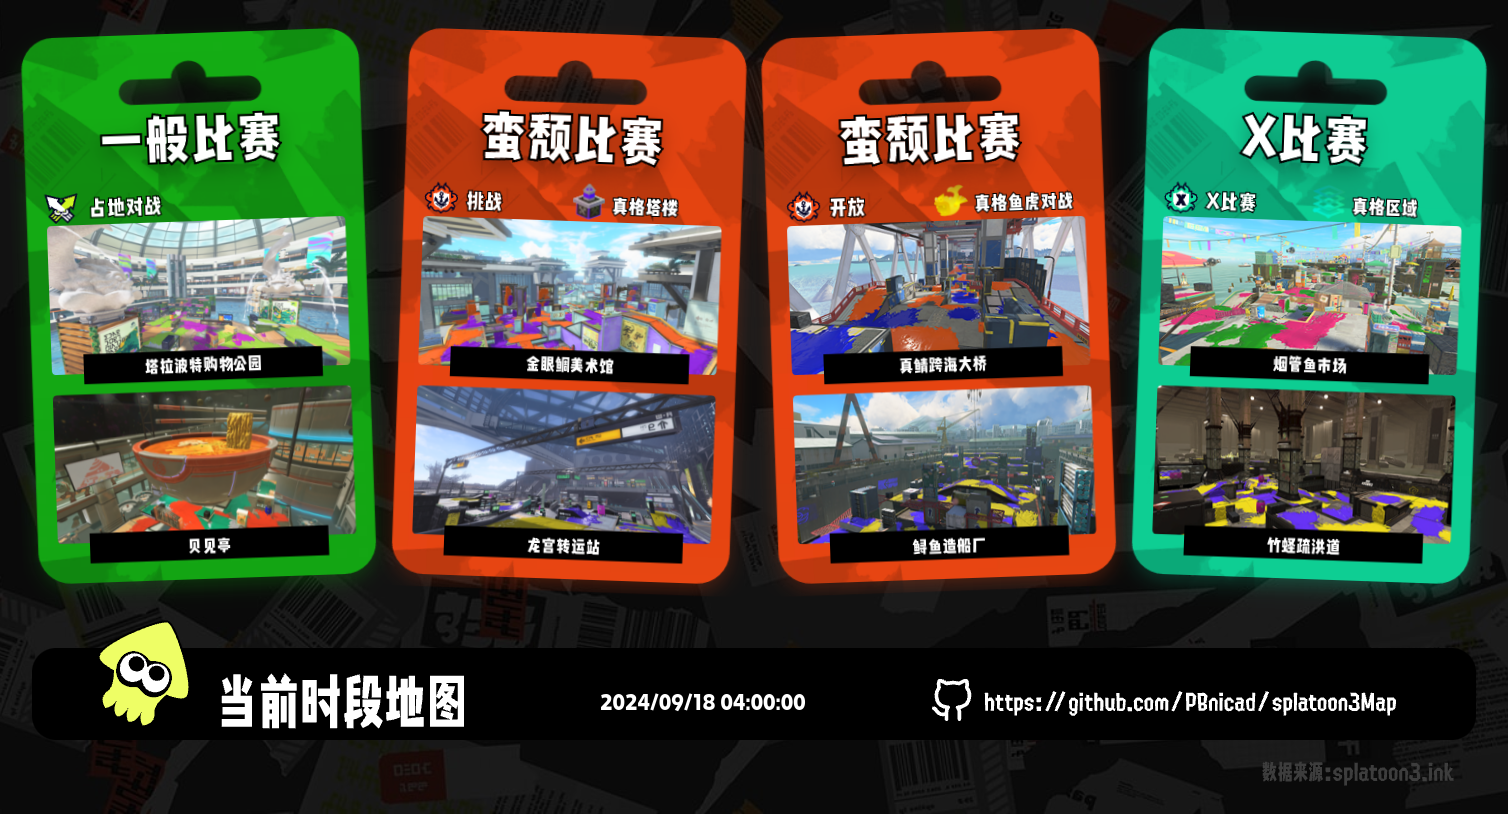 一般比赛
占地对战
塔拉波特购物公园
贝见亭
蛮颓比赛
挑战
真格塔楼
金眼鲷美术馆
龙宫转运站
蛮颓比赛
开放
真格鱼虎对战
真鲭跨海大桥
鲟鱼造船厂
X比赛
X比赛
真格区域
烟管鱼市场
竹蛏疏洪道
当前时段地图
2024/09/18 04:00:00
https://github.com/PBnicad/splatoon3Map
数据来源:splatoon3.ink